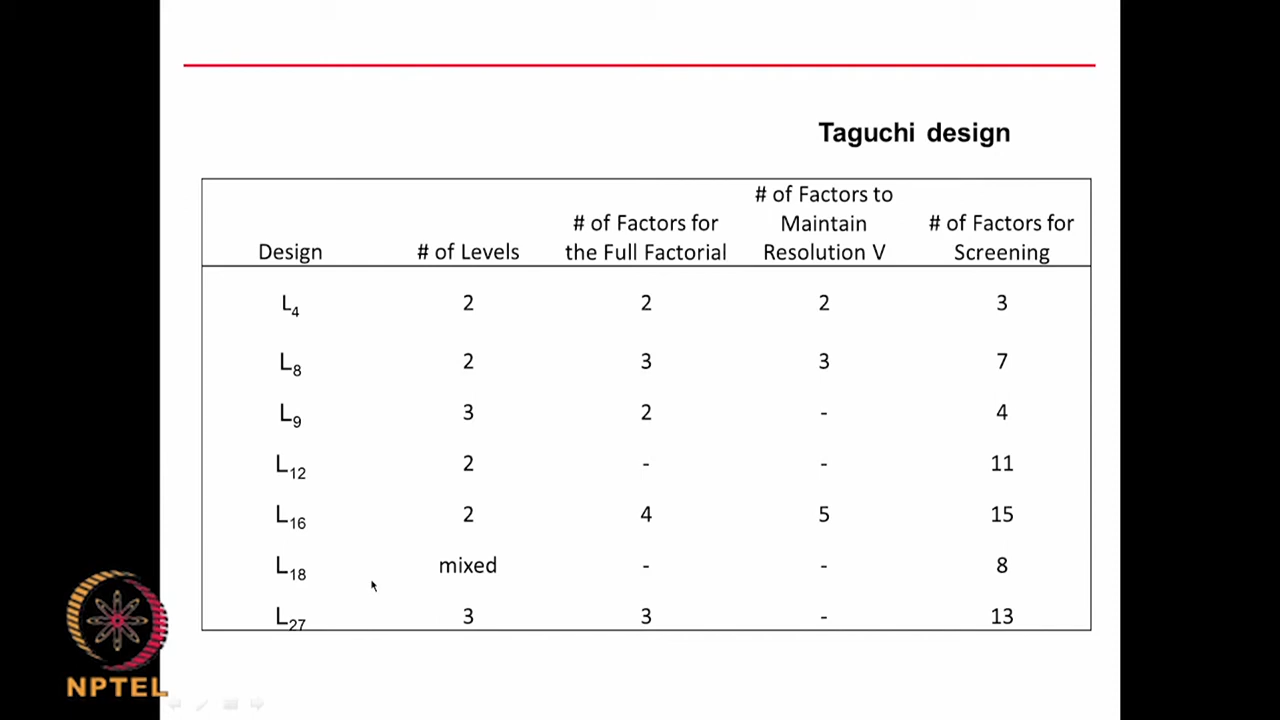 Taguchi design
Design # of Levels # of Factors for the Full Factorial # of Factors to Maintain Resolution V # of Factors for Screening
L4 2 2 2 3
L8 2 3 3 7
L9 3 2 - 4
L12 2 - - 11
L16 2 4 5 15
L18 mixed - - 8
L27 3 3 - 13
NPTEL